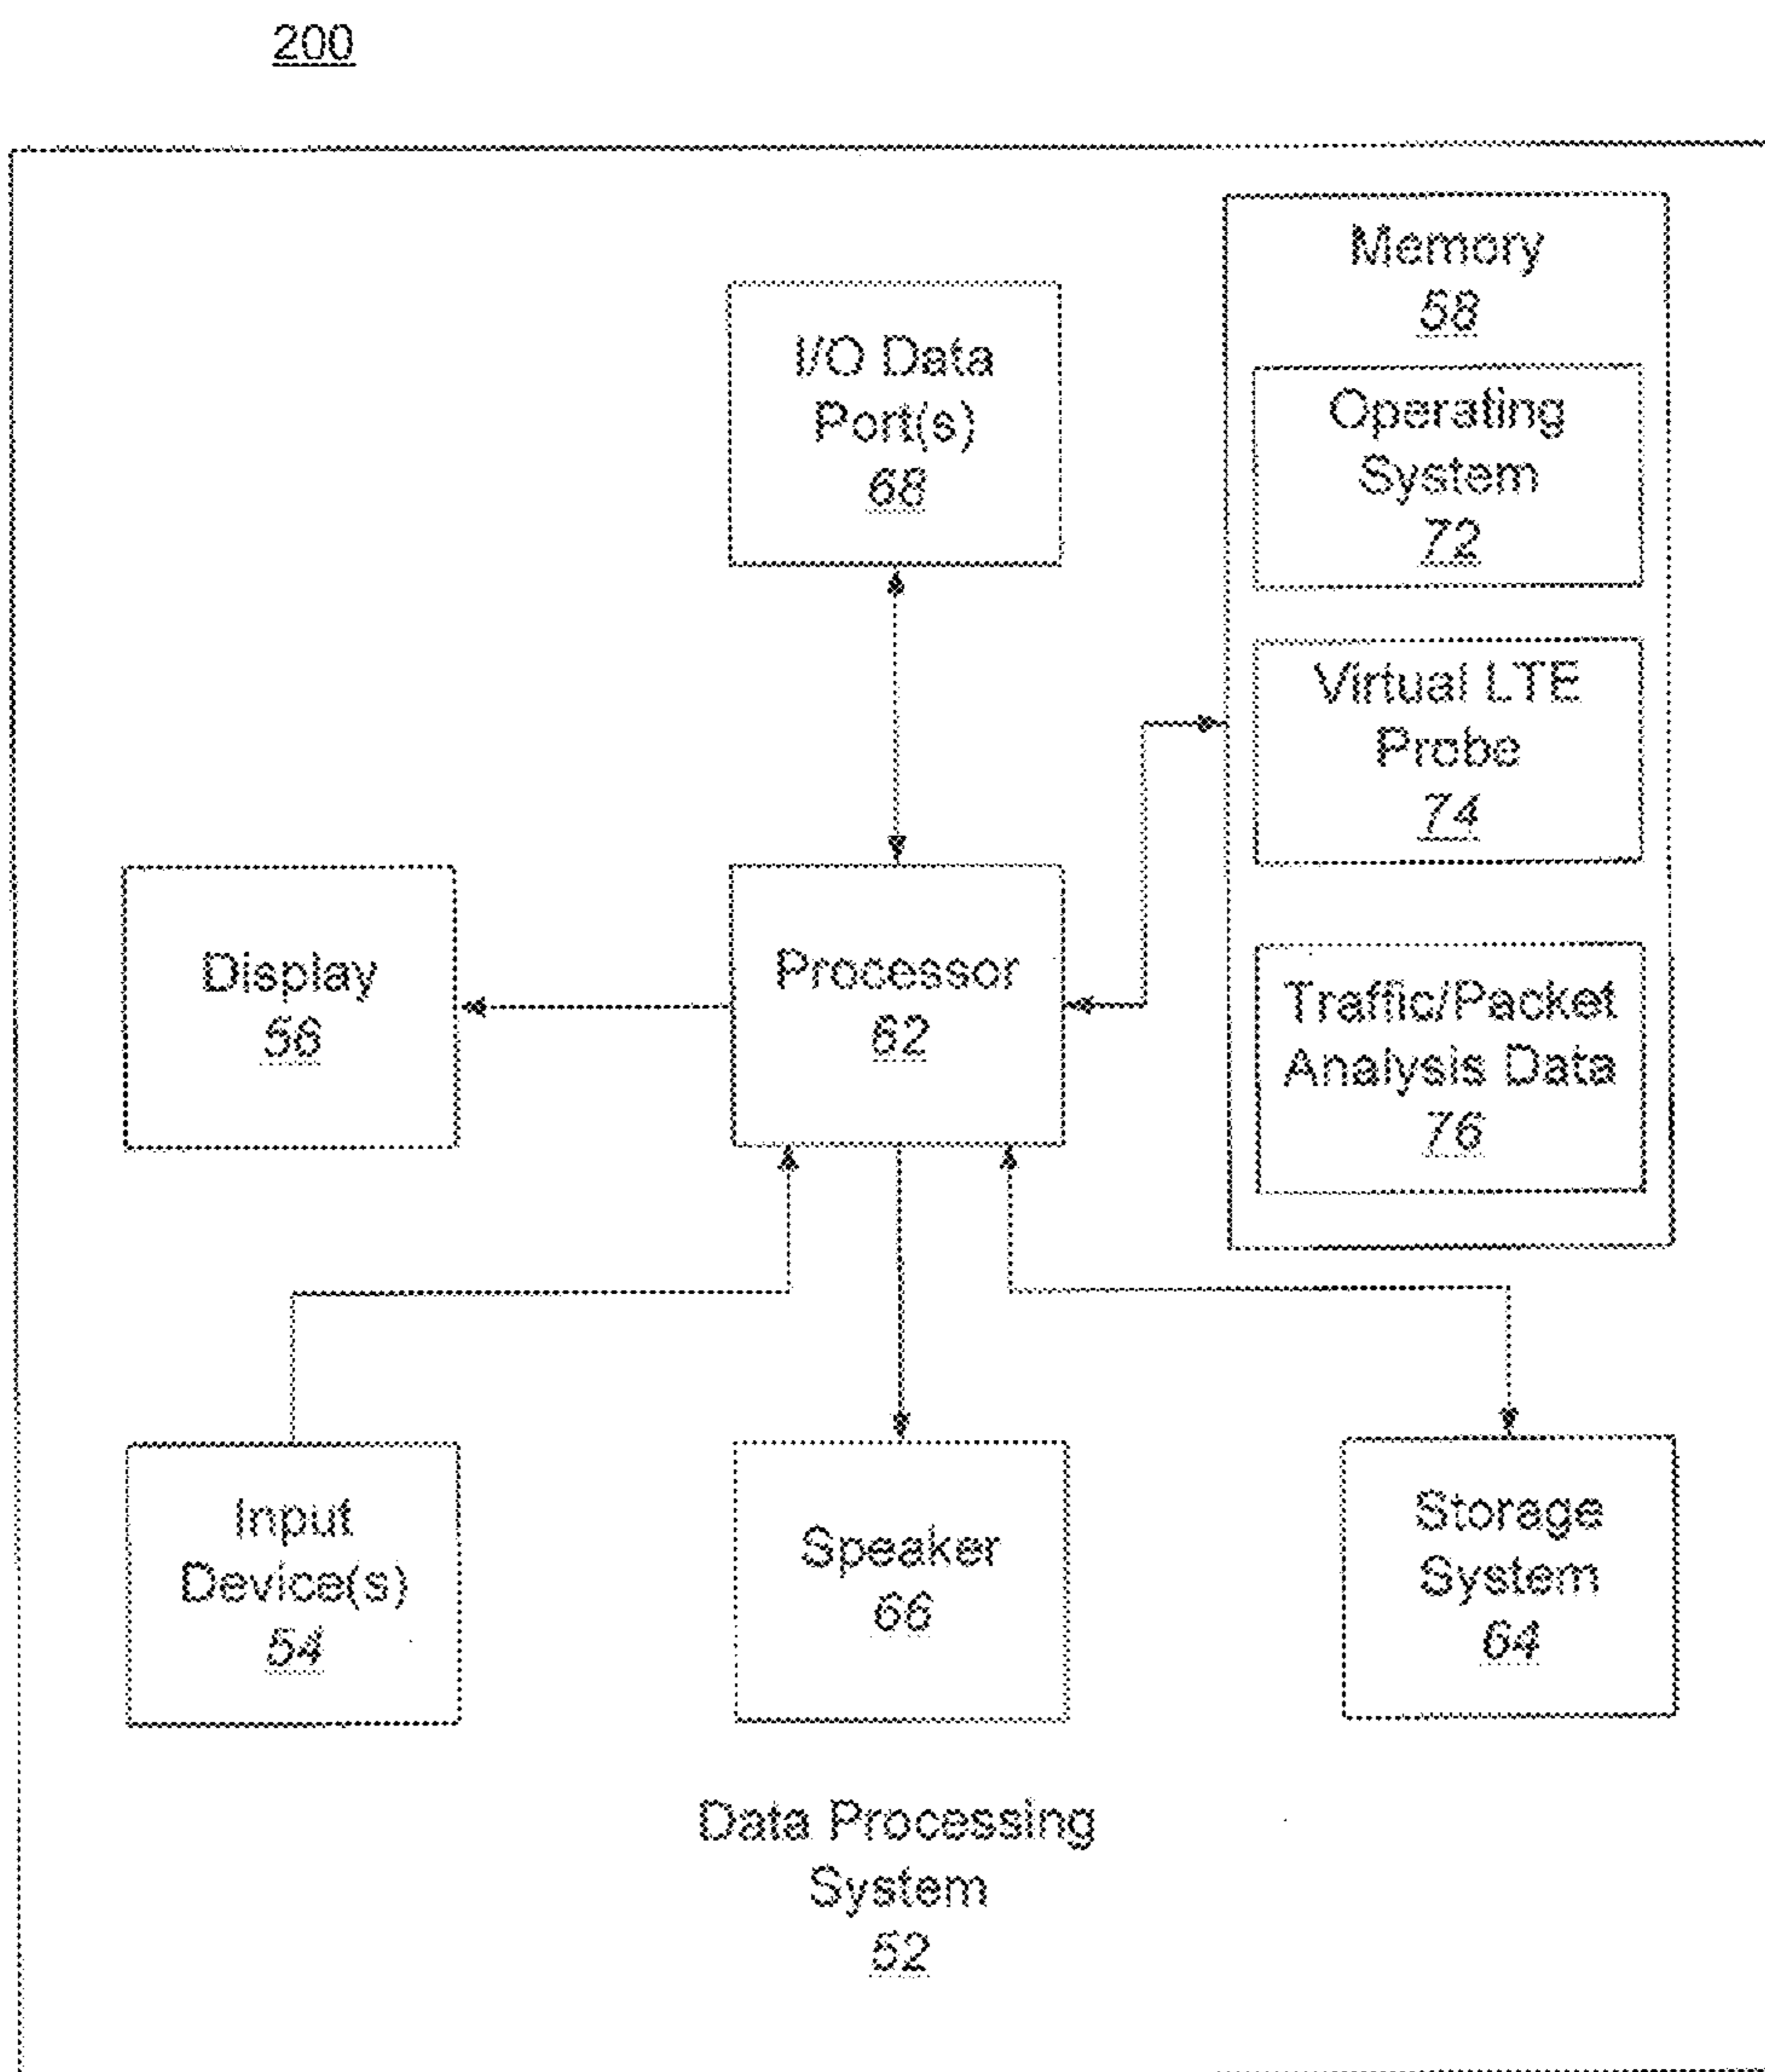 200
Memory
58
I/O Data
Port(s)
68
Operating
System
72
Virtual LTE
Probe
74
Display
56
Processor
62
Traffic/Packet
Analysis Data
76
Input
Device(s)
54
Speaker
66
Storage
System
64
Data Processing
System
52